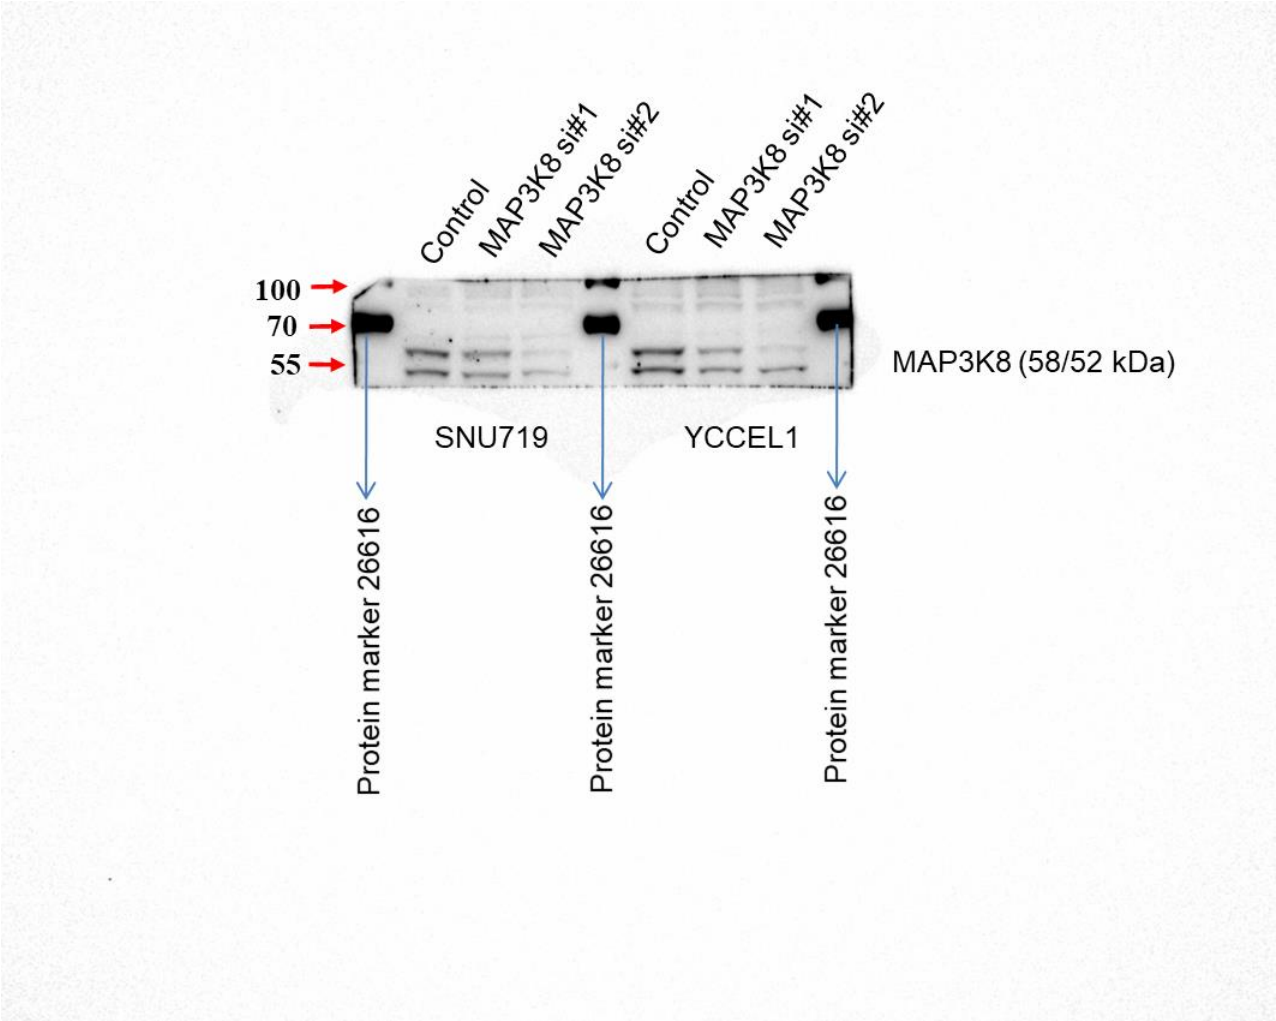 Control
MAP3K8 si#1
MAP3K8 si#2
Control
MAP3K8 si#1
MAP3K8 si#2
100
70
55
MAP3K8 (58/52 kDa)
SNU719
YCCEL1
Protein marker 26616
Protein marker 26616
Protein marker 26616